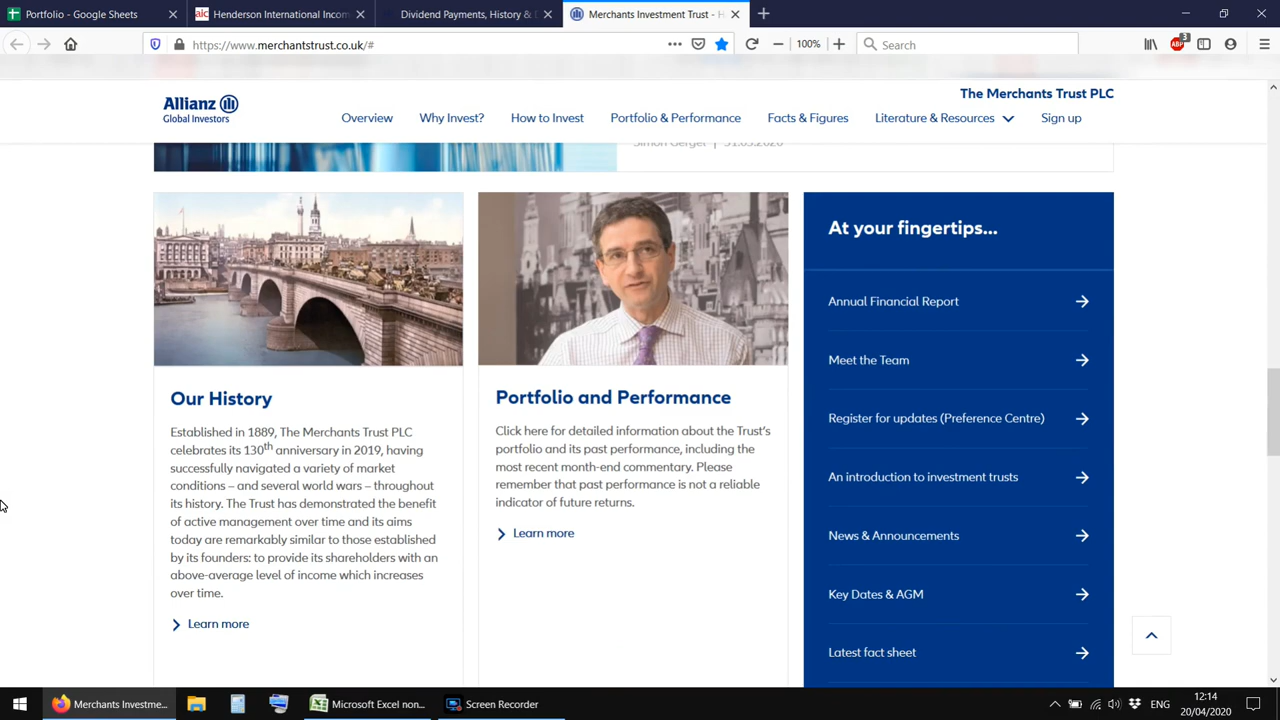 Portfolio - Google Sheets
aic Henderson International Incom
Dividend Payments, History & D
Merchants Investment Trust - H
https://www.merchantstrust.co.uk/#
100%
Search
ABP
3
Allianz
Global Investors
The Merchants Trust PLC
Overview
Why Invest?
How to Invest
Portfolio & Performance
Facts & Figures
Literature & Resources
Sign up
Simon Gergel | 31.03.2020
Our History
Established in 1889, The Merchants Trust PLC
celebrates its 130th anniversary in 2019, having
successfully navigated a variety of market
conditions – and several world wars – throughout
its history. The Trust has demonstrated the benefit
of active management over time and its aims
today are remarkably similar to those established
by its founders: to provide its shareholders with an
above-average level of income which increases
over time.
Learn more
Portfolio and Performance
Click here for detailed information about the Trust's
portfolio and its past performance, including the
most recent month-end commentary. Please
remember that past performance is not a reliable
indicator of future returns.
Learn more
At your fingertips...
Annual Financial Report
Meet the Team
Register for updates (Preference Centre)
An introduction to investment trusts
News & Announcements
Key Dates & AGM
Latest fact sheet
Merchants Investme...
Microsoft Excel non...
Screen Recorder
ENG
12:14
20/04/2020